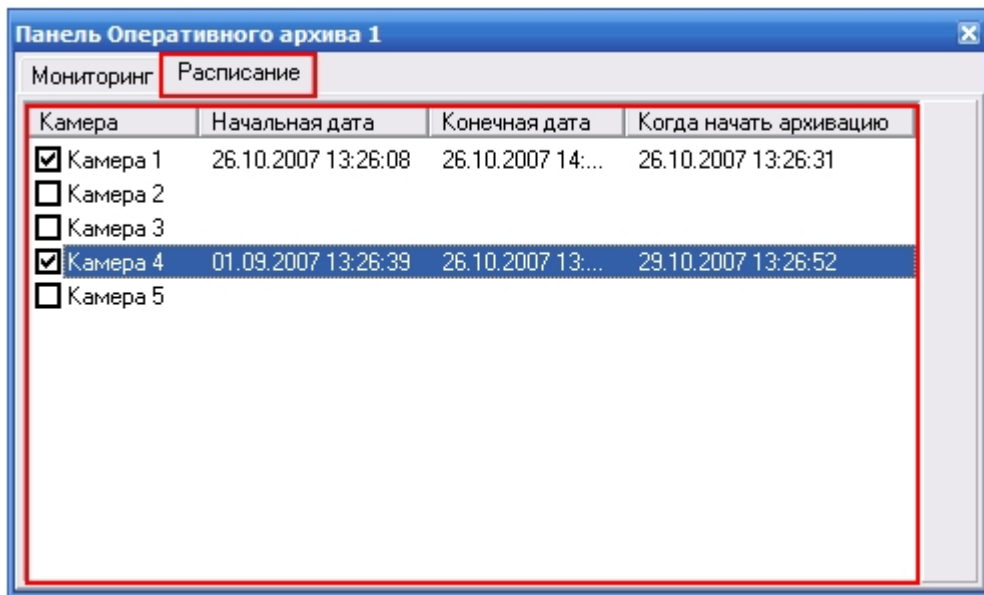 Панель Оперативного архива 1
Мониторинг Расписание
Камера Начальная дата Конечная дата Когда начать архивацию
Камера 1 26.10.2007 13:26:08 26.10.2007 14:... 26.10.2007 13:26:31
Камера 2
Камера 3
Камера 4 01.09.2007 13:26:39 26.10.2007 13:... 29.10.2007 13:26:52
Камера 5